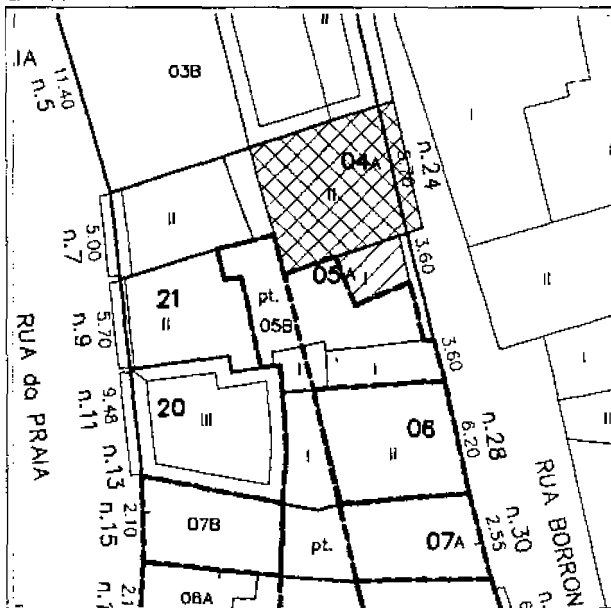 II
IA
03B
I
11.40
n.5
04A
II
5.70
n.24
II
5.00
n.7
3.60
05A
I
II
21
II
pt.
05B
5.70
n.9
I
I
3.60
I
RUA da PRAIA
9.48
n.11
20
III
06
II
I
n.28
6.20
n.13
RUA BORRON
2.10
n.15
07B
pt.
07A
n.30
2.55
06A